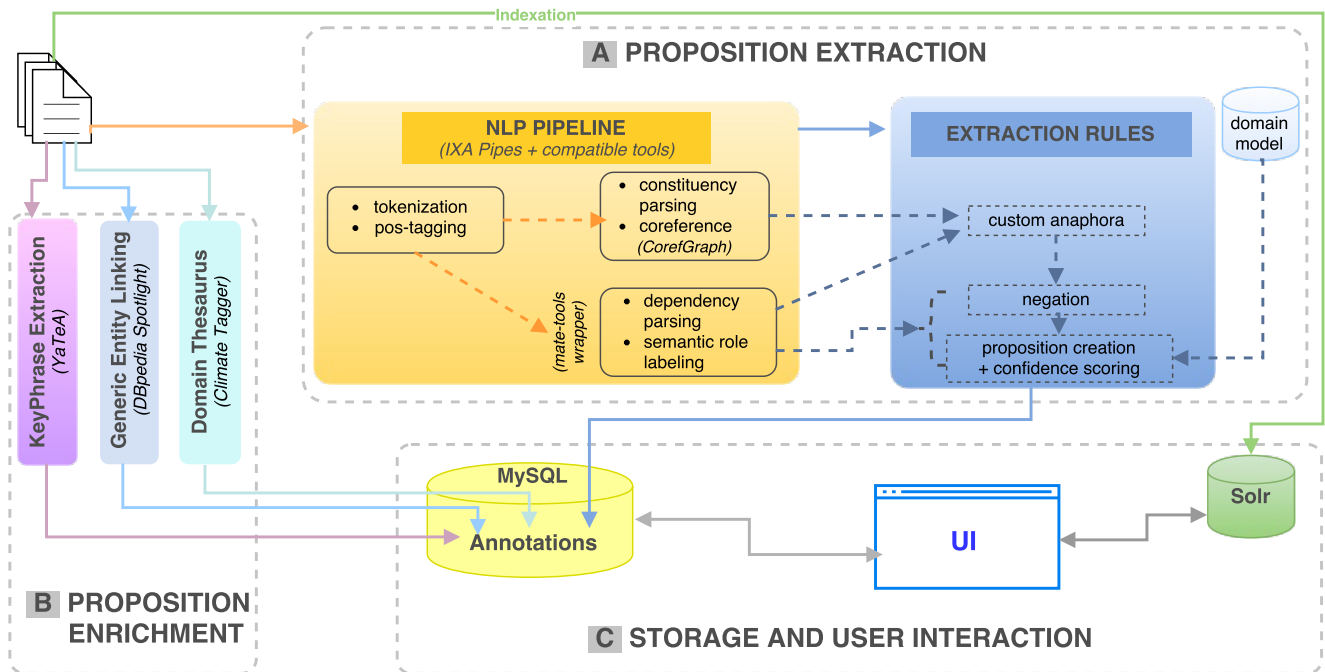 Indexation
A PROPOSITION EXTRACTION
NLP PIPELINE
(IXA Pipes + compatible tools)
• tokenization
• pos-tagging
• constituency
parsing
• coreference
(CorefGraph)
(mate-tools
wrapper)
• dependency
parsing
• semantic role
labeling
EXTRACTION RULES
custom anaphora
negation
proposition creation
+ confidence scoring
domain
model
KeyPhrase Extraction
(YaTeA)
Generic Entity Linking
(DBpedia Spotlight)
Domain Thesaurus
(Climate Tagger)
B PROPOSITION
ENRICHMENT
MySQL
Annotations
UI
Solr
C STORAGE AND USER INTERACTION